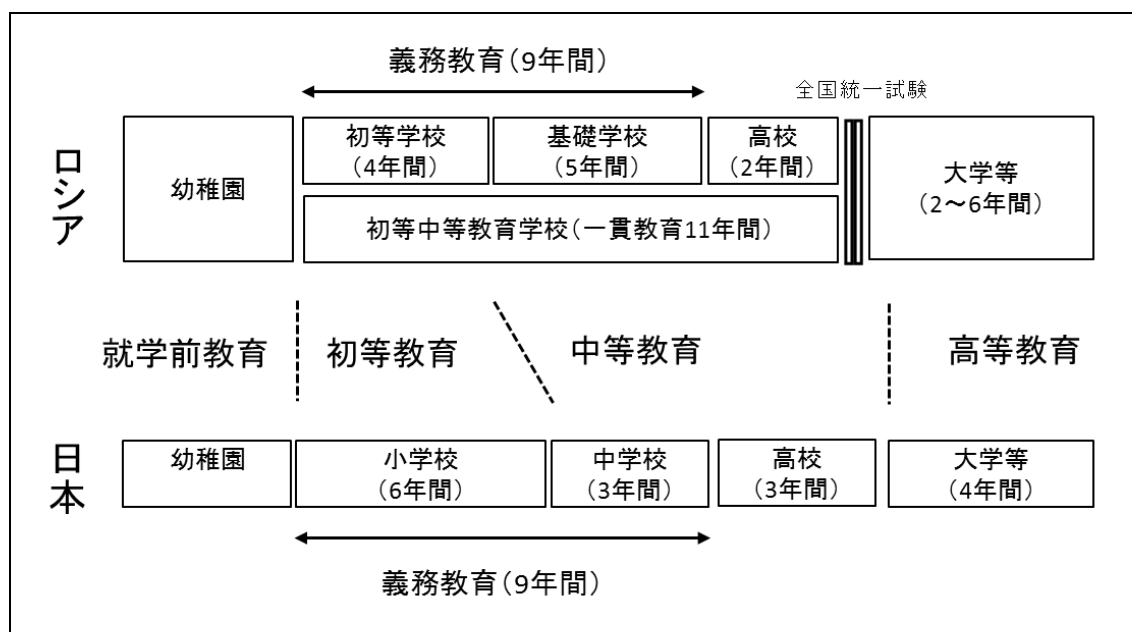 義務教育(9年間)
全国統一試験
ロシア
幼稚園
初等学校
(4年間)
基礎学校
(5年間)
高校
(2年間)
初等中等教育学校(一貫教育11年間)
大学等
(2～6年間)
就学前教育
初等教育
中等教育
高等教育
日本
幼稚園
小学校
(6年間)
中学校
(3年間)
高校
(3年間)
大学等
(4年間)
義務教育(9年間)